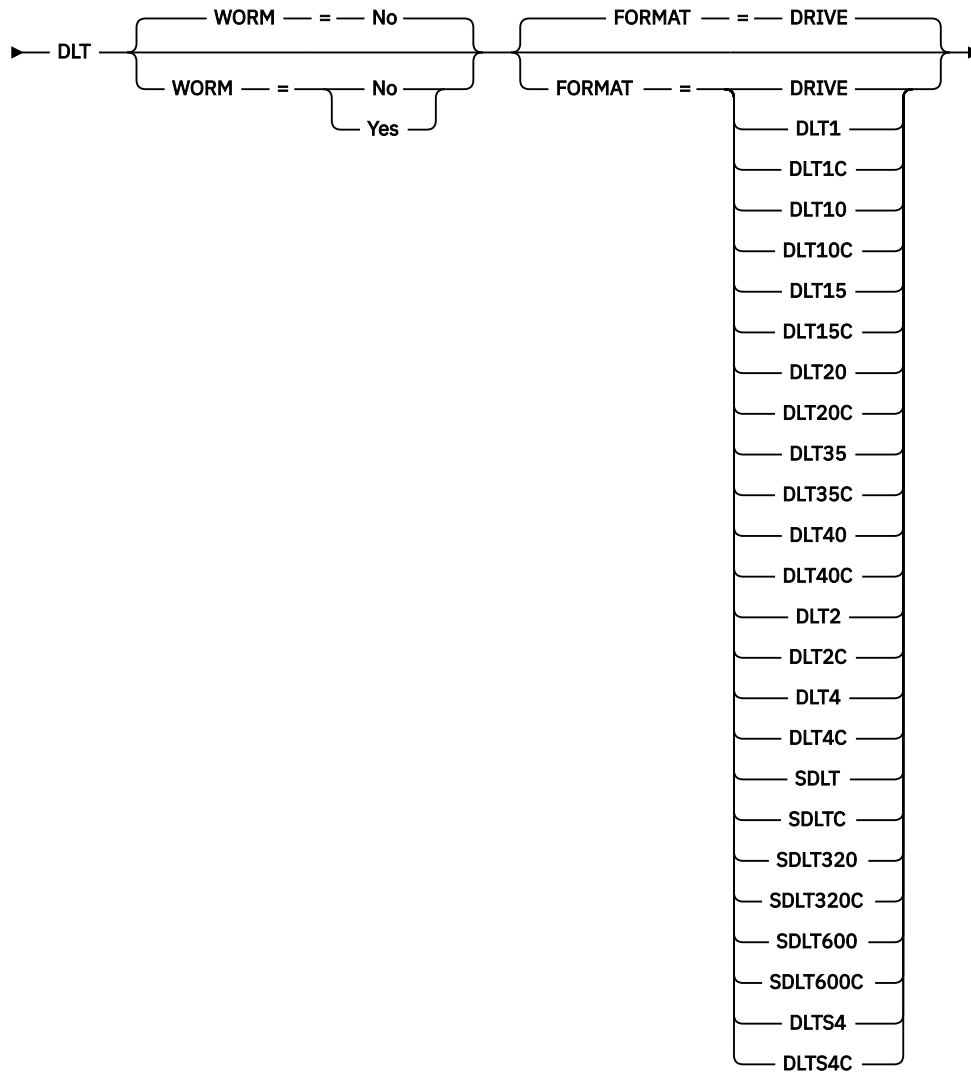 WORM = No FORMAT = DRIVE
DLT
WORM = No FORMAT = DRIVE
Yes DLT1
DLT1C
DLT10
DLT10C
DLT15
DLT15C
DLT20
DLT20C
DLT35
DLT35C
DLT40
DLT40C
DLT2
DLT2C
DLT4
DLT4C
SDLT
SDLTC
SDLT320
SDLT320C
SDLT600
SDLT600C
DLTS4
DLTS4C